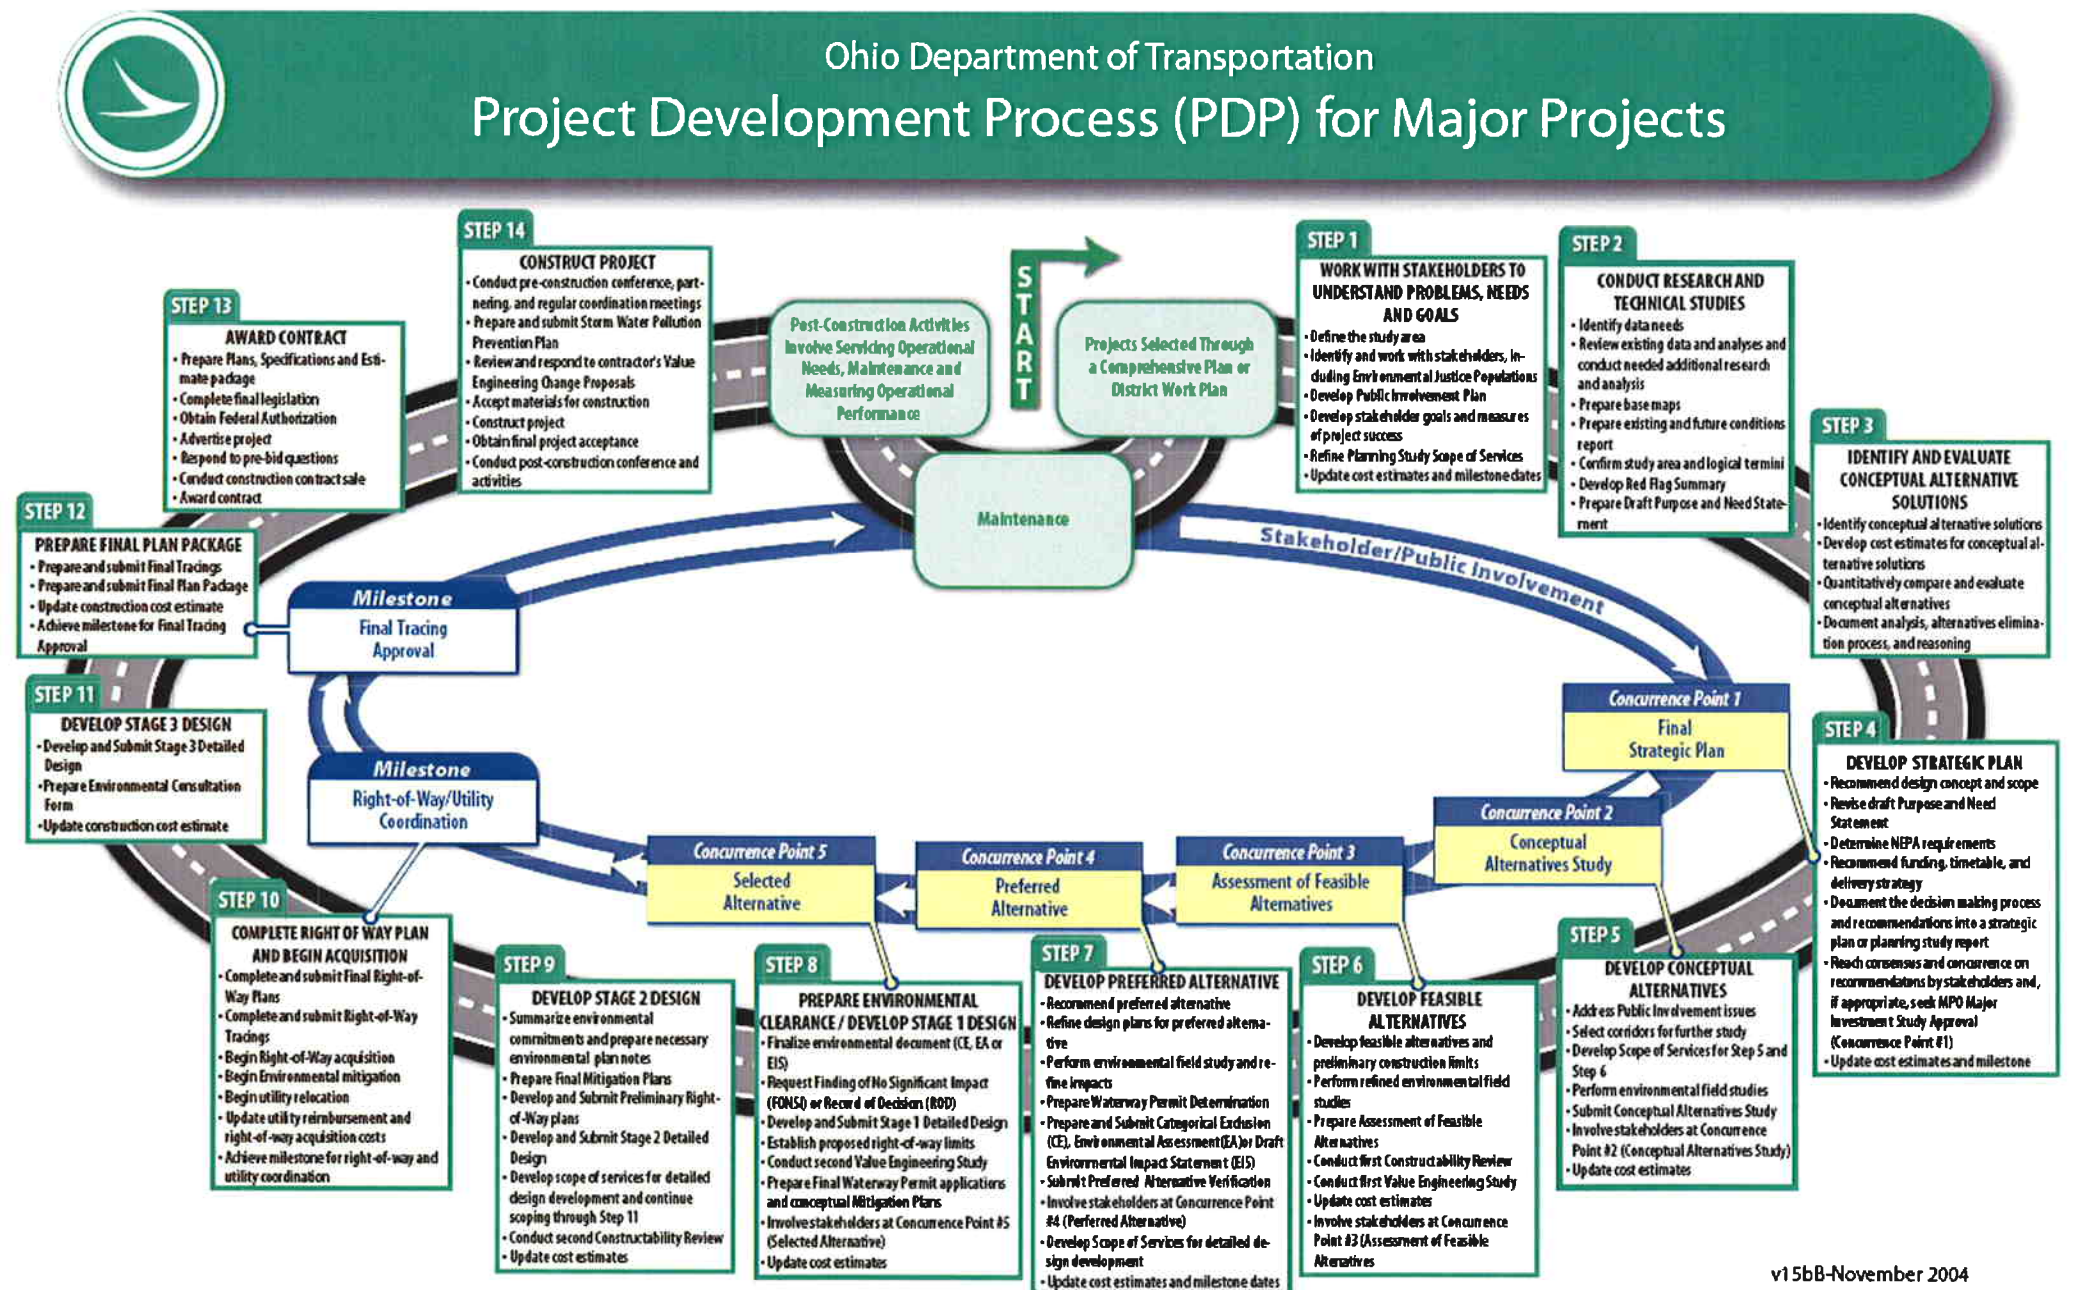 Ohio Department of Transportation
Project Development Process (PDP) for Major Projects
START
Projects Selected Through
a Comprehensive Plan or
District Work Plan
STEP 1
WORK WITH STAKEHOLDERS TO
UNDERSTAND PROBLEMS, NEEDS
AND GOALS
• Define the study area
• Identify and work with stakeholders, in-
cluding Environmental Justice Populations
• Develop Public Involvement Plan
• Develop stakeholder goals and measures
of project success
• Refine Planning Study Scope of Services
• Update cost estimates and milestone dates
STEP 2
CONDUCT RESEARCH AND
TECHNICAL STUDIES
• Identify data needs
• Review existing data and analyses and
conduct needed additional research
and analysis
• Prepare base maps
• Prepare existing and future conditions
report
• Confirm study area and logical termini
• Develop Red Flag Summary
• Prepare Draft Purpose and Need State-
ment
STEP 3
IDENTIFY AND EVALUATE
CONCEPTUAL ALTERNATIVE
SOLUTIONS
• Identify conceptual alternative solutions
• Develop cost estimates for conceptual al-
ternative solutions
• Quantitatively compare and evaluate
conceptual alternatives
• Document analysis, alternatives elimina-
tion process, and reasoning
STEP 4
DEVELOP STRATEGIC PLAN
• Recommend design concept and scope
• Revise draft Purpose and Need
Statement
• Determine NEPA requirements
• Recommend funding, timetable, and
delivery strategy
• Document the decision making process
and recommendations into a strategic
plan or planning study report
• Reach consensus and concurrence on
recommendatons by stakeholders and,
if appropriate, seek MPO Major
Investment Study Approval
(Concurrence Point #1)
• Update cost estimates and milestone
STEP 5
DEVELOP CONCEPTUAL
ALTERNATIVES
• Address Public Involvement issues
• Select corridors for further study
• Develop Scope of Services for Step 5 and
Step 6
• Perform environmental field studies
• Submit Conceptual Alternatives Study
• Involve stakeholders at Concurrence
Point #2 (Conceptual Alternatives Study)
• Update cost estimates
STEP 6
DEVELOP FEASIBLE
ALTERNATIVES
• Develop feasible alternatives and
preliminary construction limits
• Perform refined environmental field
studies
• Prepare Assessment of Feasible
Alternatives
• Conduct first Constructability Review
• Conduct first Value Engineering Study
• Update cost estimates
• Involve stakeholders at Concurrence
Point #3 (Assessment of Feasible
Alternatives
STEP 7
DEVELOP PREFERRED ALTERNATIVE
• Recommend preferred alternative
• Refine design plans for preferred alterna-
tive
• Perform environmental field study and re-
fine impacts
• Prepare Waterway Permit Determination
• Prepare and Submit Categorical Exclusion
(CE), Environmental Assessment(EA)or Draft
Environmental Impact Statement (EIS)
• Submit Preferred Alternative Verification
• Involve stakeholders at Concurrence Point
#4 (Perferred Alternative)
• Develop Scope of Services for detailed de-
sign development
• Update cost estimates and milestone dates
STEP 8
PREPARE ENVIRONMENTAL
CLEARANCE / DEVELOP STAGE 1 DESIGN
• Finalize environmental document (CE, EA or
EIS)
• Request Finding of No Significant Impact
(FONSI) or Record of Decision (ROD)
• Develop and Submit Stage 1 Detailed Design
• Establish proposed right-of-way limits
• Conduct second Value Engineering Study
• Prepare Final Waterway Permit applications
and conceptual Mitigation Plans
• Involve stakeholders at Concurrence Point #5
(Selected Alternative)
• Update cost estimates
STEP 9
DEVELOP STAGE 2 DESIGN
• Summarize environmental
commitments and prepare necessary
environmental plan notes
• Prepare Final Mitigation Plans
• Develop and Submit Preliminary Right-
of-Way plans
• Develop and Submit Stage 2 Detailed
Design
• Develop scope of services for detailed
design development and continue
scoping through Step 11
• Conduct second Constructability Review
• Update cost estimates
STEP 10
COMPLETE RIGHT OF WAY PLAN
AND BEGIN ACQUISITION
• Complete and submit Final Right-of-
Way Plans
• Complete and submit Right-of-Way
Tracings
• Begin Right-of-Way acquisition
• Begin Environmental mitigation
• Begin utility relocation
• Update utility reimbursement and
right-of-way acquisition costs
• Achieve milestone for right-of-way and
utility coordination
STEP 11
DEVELOP STAGE 3 DESIGN
• Develop and Submit Stage 3 Detailed
Design
• Prepare Environmental Consultation
Form
• Update construction cost estimate
STEP 12
PREPARE FINAL PLAN PACKAGE
• Prepare and submit Final Tracings
• Prepare and submit Final Plan Package
• Update construction cost estimate
• Achieve milestone for Final Tracing
Approval
STEP 13
AWARD CONTRACT
• Prepare Plans, Specifications and Esti-
mate package
• Complete final legislation
• Obtain Federal Authorization
• Advertise project
• Respond to pre-bid questions
• Conduct construction contract sale
• Award contract
STEP 14
CONSTRUCT PROJECT
• Conduct pre-construction conference, part-
nering, and regular coordination meetings
• Prepare and submit Storm Water Pollution
Prevention Plan
• Review and respond to contractor's Value
Engineering Change Proposals
• Accept materials for construction
• Construct project
• Obtain final project acceptance
• Conduct post-construction conference and
activities
Post-Construction Activities
Involve Servicing Operational
Needs, Maintenance and
Measuring Operational
Performance
Maintenance
Stakeholder/Public Involvement
Concurrence Point 1
Final
Strategic Plan
Concurrence Point 2
Conceptual
Alternatives Study
Concurrence Point 3
Assessment of Feasible
Alternatives
Concurrence Point 4
Preferred
Alternative
Concurrence Point 5
Selected
Alternative
Milestone
Right-of-Way/Utility
Coordination
Milestone
Final Tracing
Approval
v15bB-November 2004